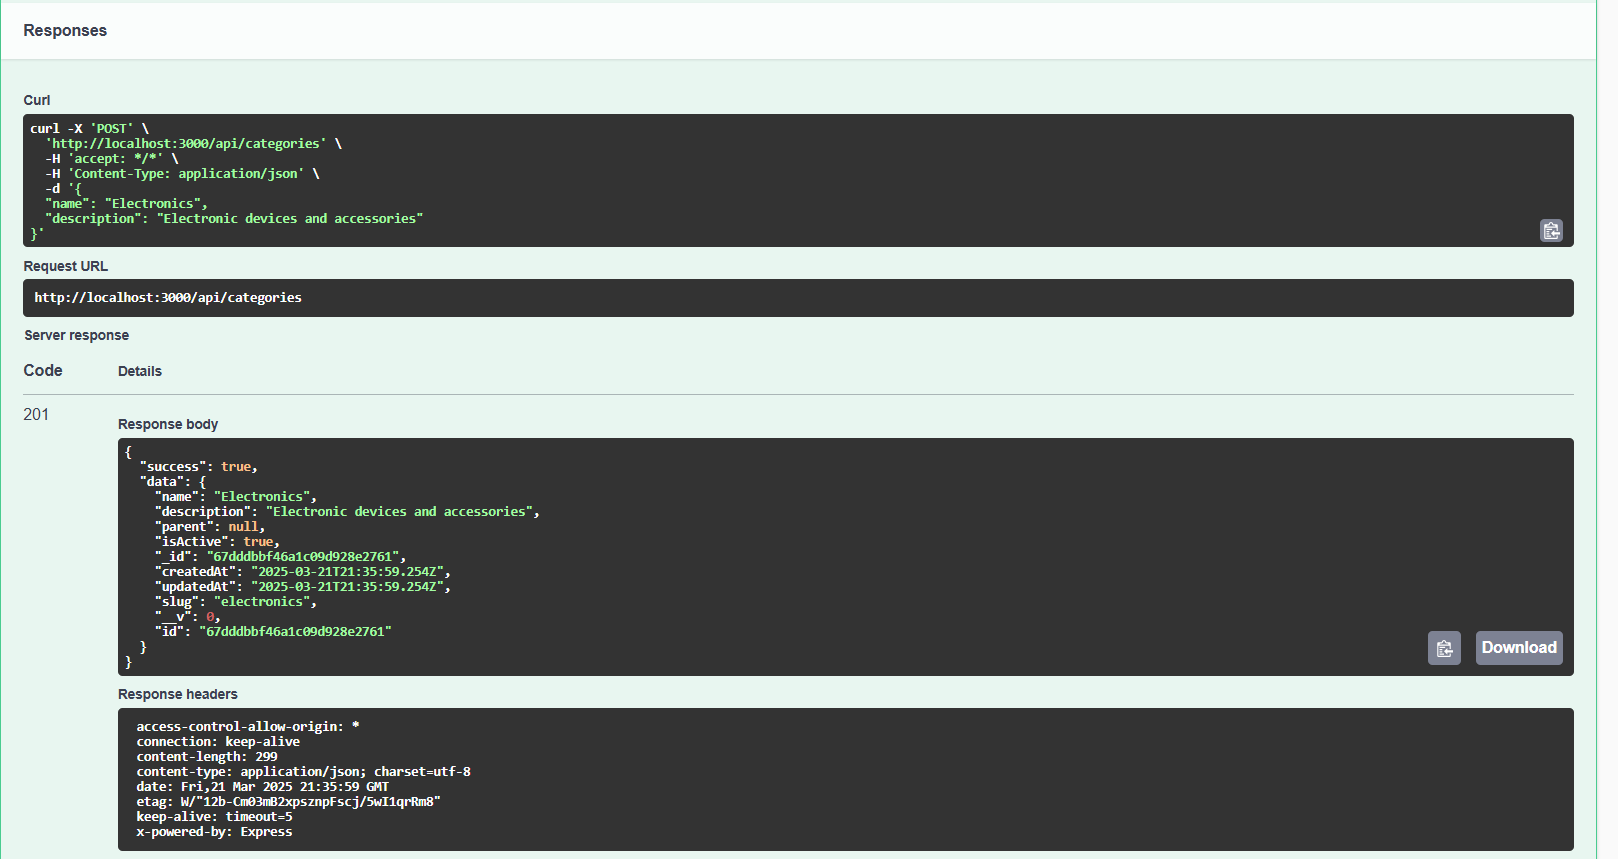 Responses
Curl
curl -X 'POST' \
  'http://localhost:3000/api/categories' \
  -H 'accept: */*' \
  -H 'Content-Type: application/json' \
  -d '{
  "name": "Electronics",
  "description": "Electronic devices and accessories"
}'
Request URL
http://localhost:3000/api/categories
Server response
Code Details
201
Response body
{
  "success": true,
  "data": {
    "name": "Electronics",
    "description": "Electronic devices and accessories",
    "parent": null,
    "isActive": true,
    "_id": "67dddbbf46a1c09d928e2761",
    "createdAt": "2025-03-21T21:35:59.254Z",
    "updatedAt": "2025-03-21T21:35:59.254Z",
    "slug": "electronics",
    "__v": 0,
    "id": "67dddbbf46a1c09d928e2761"
  }
}
Download
Response headers
access-control-allow-origin: *
connection: keep-alive
content-length: 299
content-type: application/json; charset=utf-8
date: Fri,21 Mar 2025 21:35:59 GMT
etag: W/"12b-Cm03mB2xpsznpFscj/5wI1qrRm8"
keep-alive: timeout=5
x-powered-by: Express